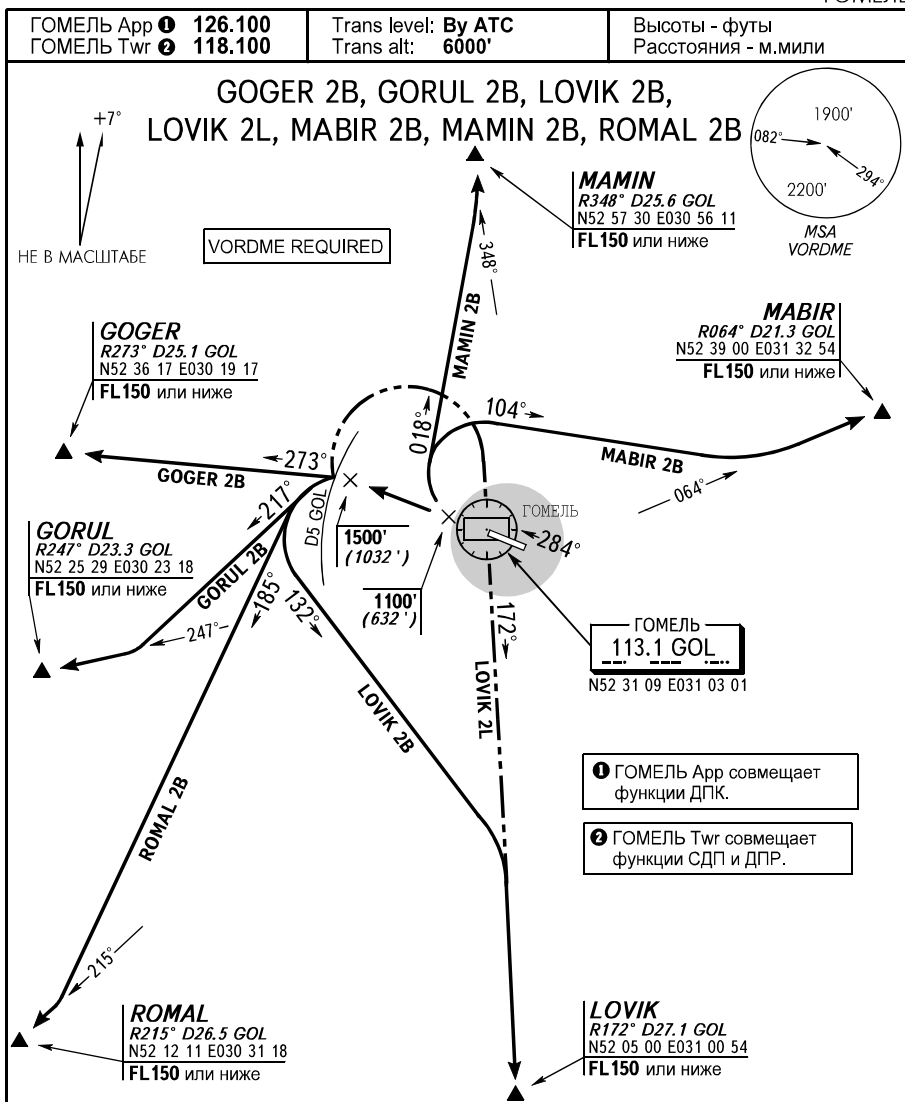 ГОМЕЛЬ
ГОМЕЛЬ App ❶ 126.100
ГОМЕЛЬ Twr ❷ 118.100
Trans level: By ATC
Trans alt: 6000'
Высоты - футы
Расстояния - м.мили
GOGER 2B, GORUL 2B, LOVIK 2B,
LOVIK 2L, MABIR 2B, MAMIN 2B, ROMAL 2B
+7°
НЕ В МАСШТАБЕ
VORDME REQUIRED
1900'
082°
294°
2200'
MSA
VORDME
MAMIN
R348° D25.6 GOL
N52 57 30 E030 56 11
FL150 или ниже
348°
MAMIN 2B
018°
MABIR
R064° D21.3 GOL
N52 39 00 E031 32 54
FL150 или ниже
104°
MABIR 2B
064°
GOGER
R273° D25.1 GOL
N52 36 17 E030 19 17
FL150 или ниже
273°
GOGER 2B
217°
D5 GOL
1500'
(1032')
1100'
(632')
ГОМЕЛЬ
284°
GORUL
R247° D23.3 GOL
N52 25 29 E030 23 18
FL150 или ниже
GORUL 2B
247°
185°
132°
172°
ГОМЕЛЬ
113.1 GOL
N52 31 09 E031 03 01
LOVIK 2B
LOVIK 2L
ROMAL 2B
❶ ГОМЕЛЬ App совмещает
функции ДПК.
❷ ГОМЕЛЬ Twr совмещает
функции СДП и ДПР.
215°
ROMAL
R215° D26.5 GOL
N52 12 11 E030 31 18
FL150 или ниже
LOVIK
R172° D27.1 GOL
N52 05 00 E031 00 54
FL150 или ниже